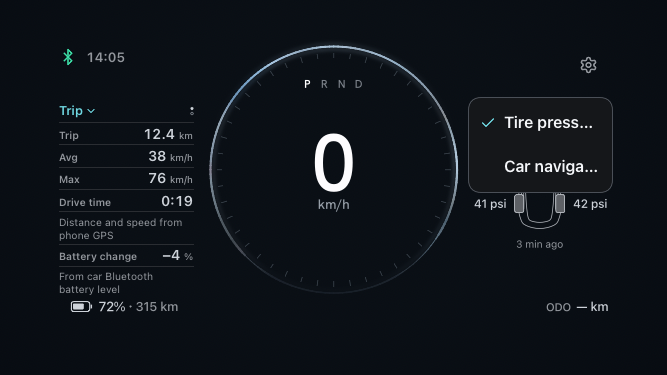 14:05
P R N D
Trip
Trip 12.4 km
Avg 38 km/h
Max 76 km/h
Drive time 0:19
Distance and speed from
phone GPS
Battery change –4 %
From car Bluetooth
battery level
72% · 315 km
0
km/h
Tire press...
Car naviga...
41 psi 42 psi
3 min ago
ODO — km